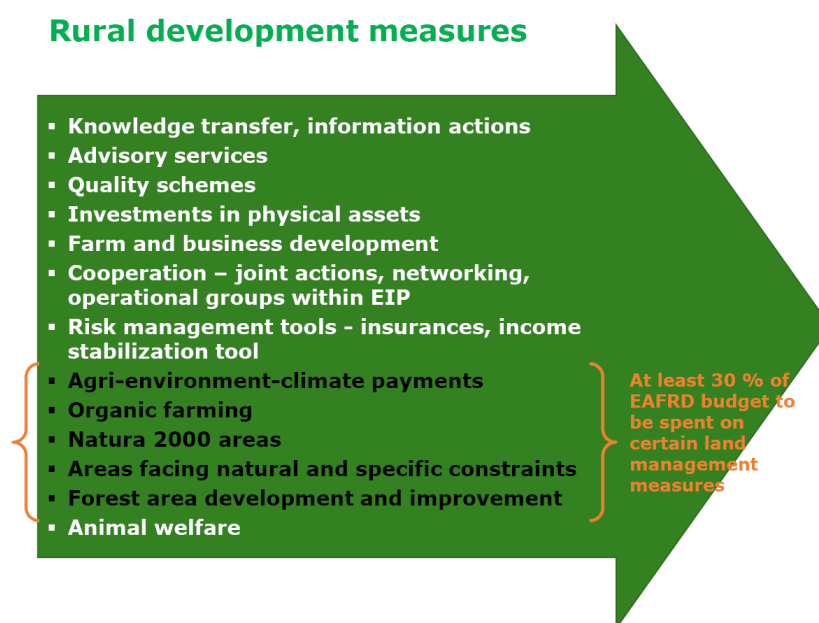 Rural development measures
▪ Knowledge transfer, information actions
▪ Advisory services
▪ Quality schemes
▪ Investments in physical assets
▪ Farm and business development
▪ Cooperation – joint actions, networking,
operational groups within EIP
▪ Risk management tools - insurances, income
stabilization tool
▪ Agri-environment-climate payments
▪ Organic farming
▪ Natura 2000 areas
▪ Areas facing natural and specific constraints
▪ Forest area development and improvement
▪ Animal welfare
At least 30 % of
EAFRD budget to
be spent on
certain land
management
measures